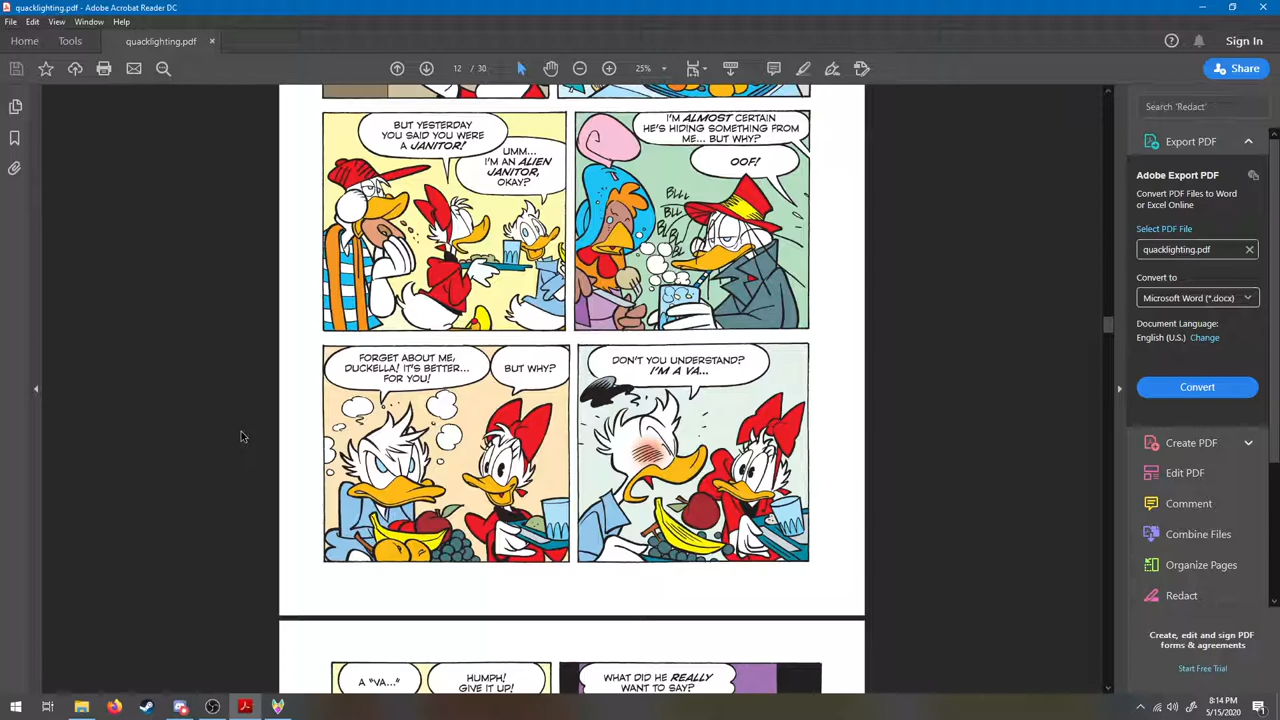 quacklighting.pdf - Adobe Acrobat Reader DC
File Edit View Window Help
Home Tools quacklighting.pdf × Sign In
12 / 30 25% Share
BUT YESTERDAY
YOU SAID YOU WERE
A JANITOR!
UMM...
I'M AN ALIEN
JANITOR,
OKAY?
I'M ALMOST CERTAIN
HE'S HIDING SOMETHING FROM
ME... BUT WHY?
OOF!
BLLL
BLL
FORGET ABOUT ME,
DUCKELLA! IT'S BETTER...
FOR YOU!
BUT WHY?
DON'T YOU UNDERSTAND?
I'M A VA...
A "VA..."
HUMPH!
GIVE IT UP!
WHAT DID HE REALLY
WANT TO SAY?
Search 'Redact'
Export PDF
Adobe Export PDF
Convert PDF Files to Word
or Excel Online
Select PDF File
quacklighting.pdf ×
Convert to
Microsoft Word (*.docx)
Document Language:
English (U.S.) Change
Convert
Create PDF
Edit PDF
Comment
Combine Files
Organize Pages
Redact
Create, edit and sign PDF
forms & agreements
Start Free Trial
8:14 PM
5/15/2020